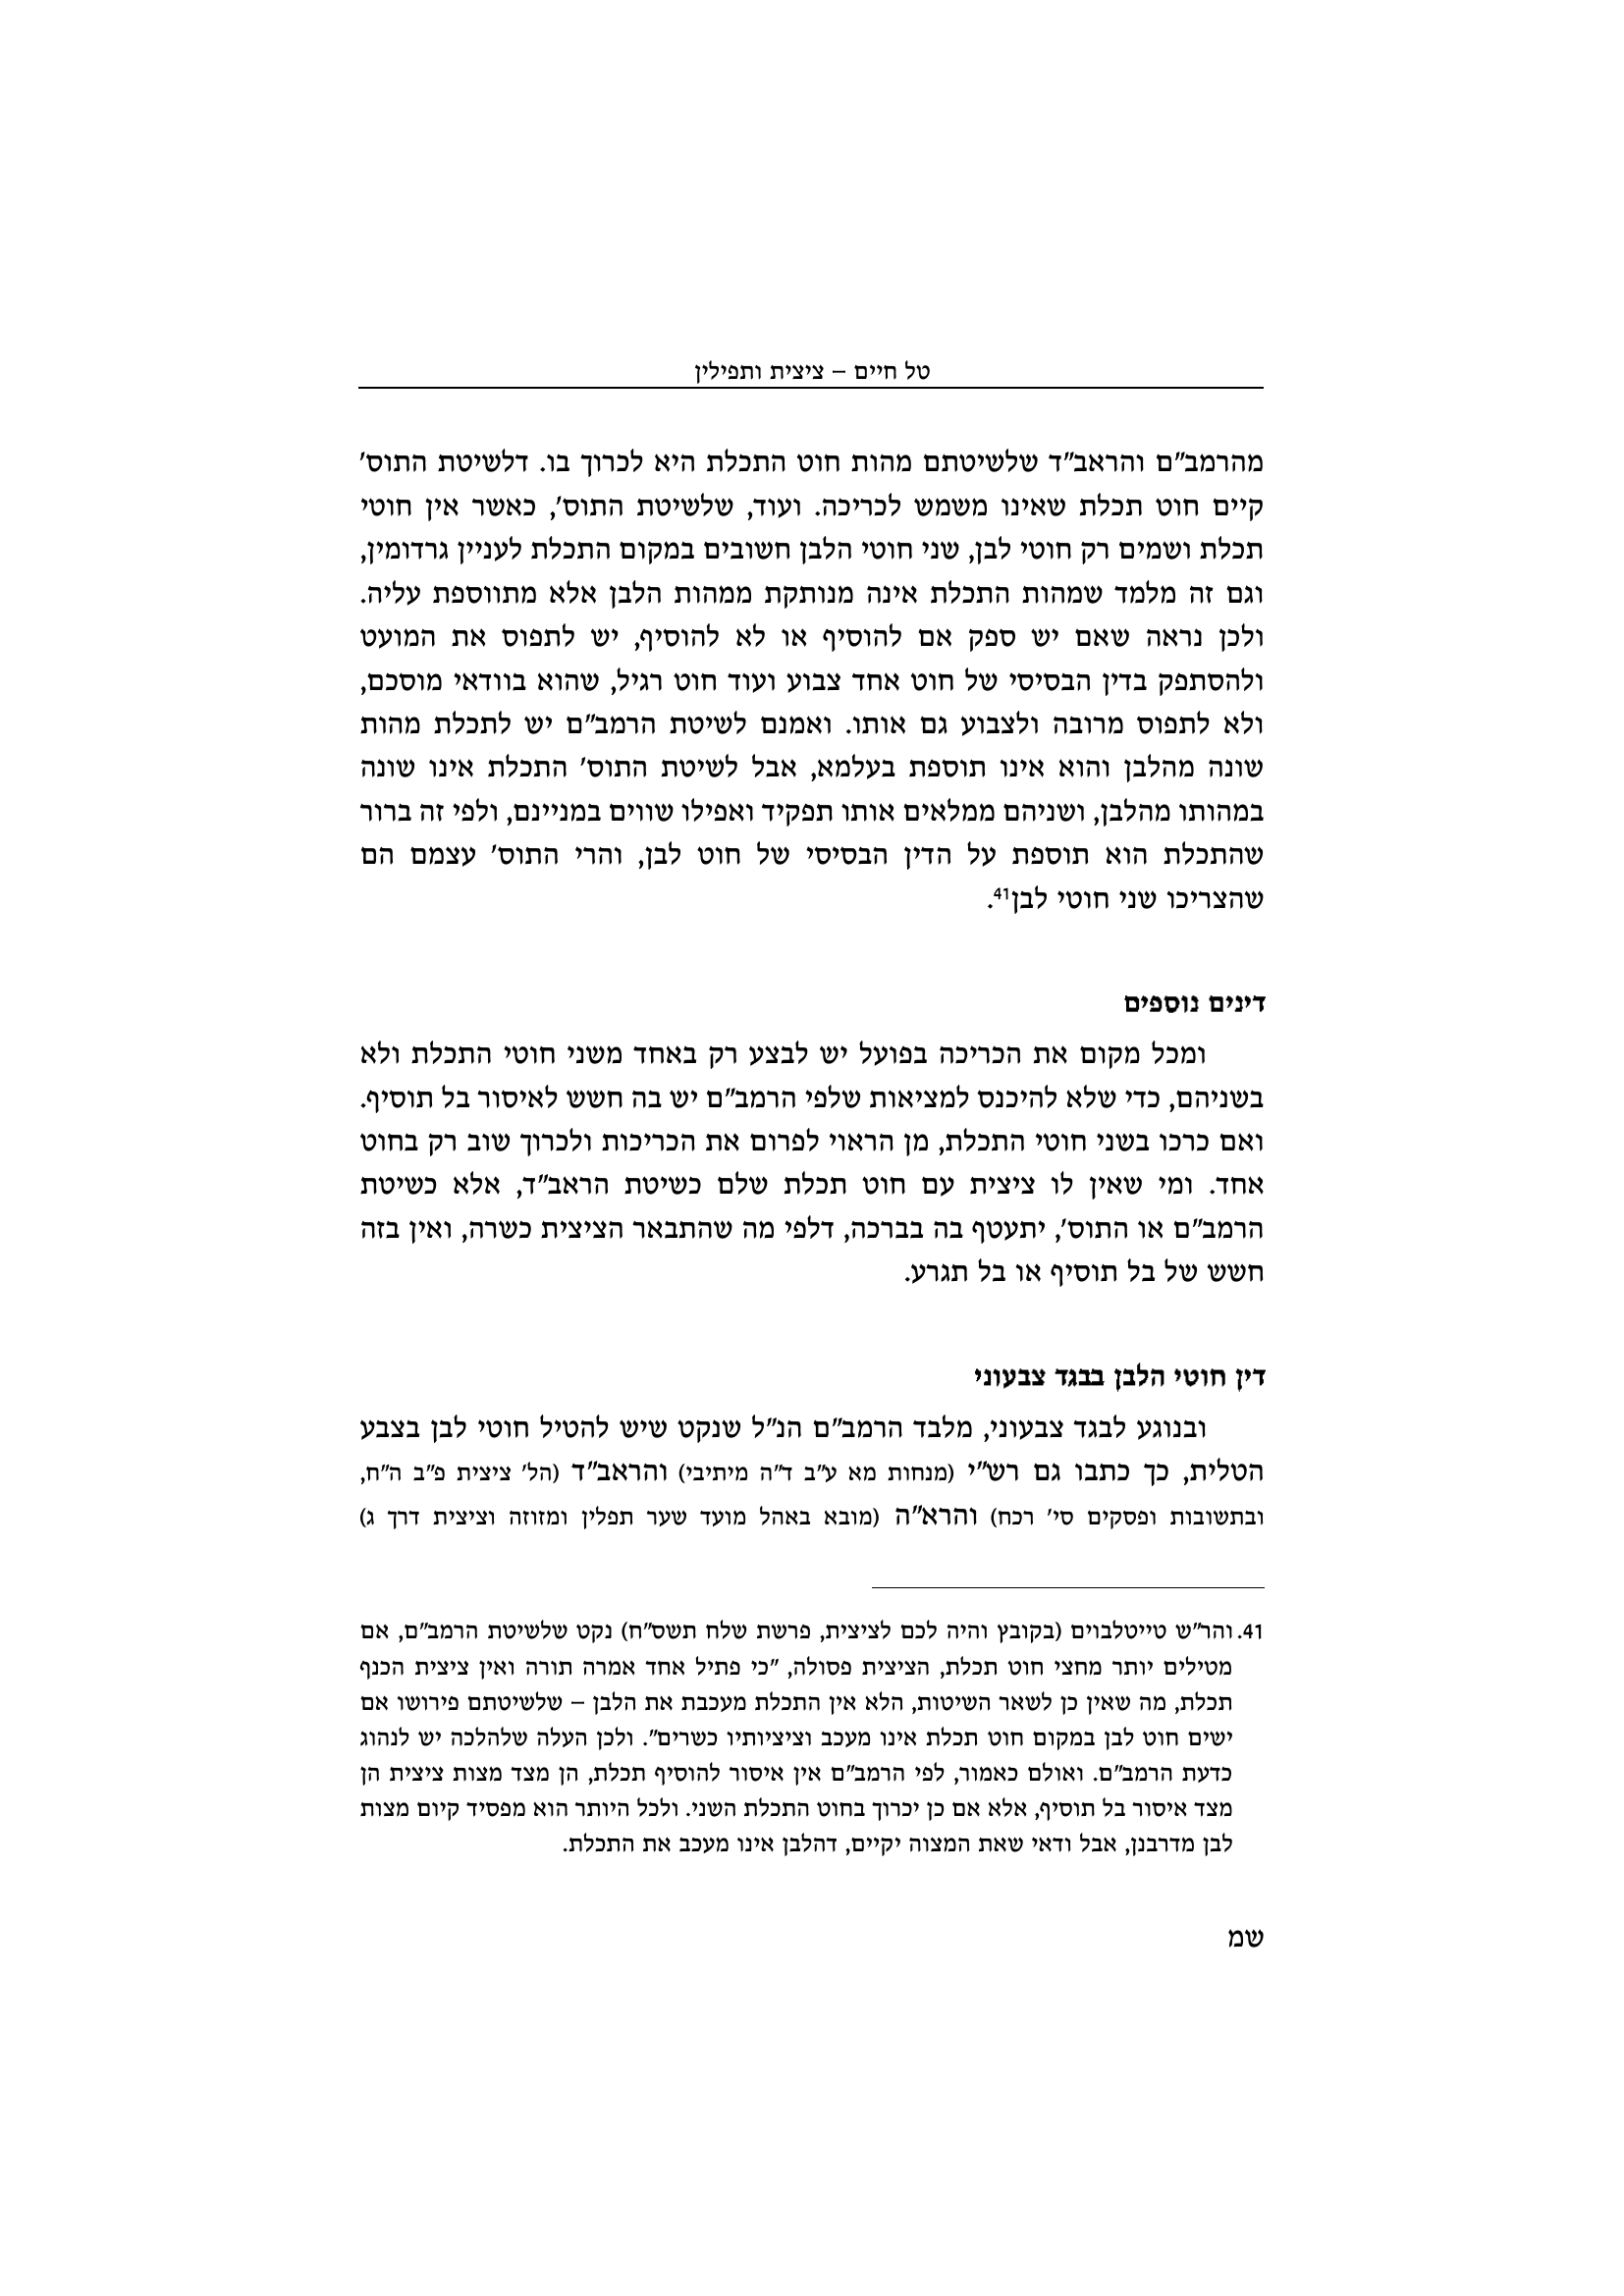 טל חיים – ציצית ותפילין
מהרמב"ם והראב"ד שלשיטתם מהות חוט התכלת היא לכרוך בו. דלשיטת התוס'
קיים חוט תכלת שאינו משמש לכריכה. ועוד, שלשיטת התוס', כאשר אין חוטי
תכלת ושמים רק חוטי לבן, שני חוטי הלבן חשובים במקום התכלת לעניין גרדומין,
וגם זה מלמד שמהות התכלת אינה מנותקת ממהות הלבן אלא מתווספת עליה.
ולכן נראה שאם יש ספק אם להוסיף או לא להוסיף, יש לתפוס את המועט
ולהסתפק בדין הבסיסי של חוט אחד צבוע ועוד חוט רגיל, שהוא בוודאי מוסכם,
ולא לתפוס מרובה ולצבוע גם אותו. ואמנם לשיטת הרמב"ם יש לתכלת מהות
שונה מהלבן והוא אינו תוספת בעלמא, אבל לשיטת התוס' התכלת אינו שונה
במהותו מהלבן, ושניהם ממלאים אותו תפקיד ואפילו שווים במניינם, ולפי זה ברור
שהתכלת הוא תוספת על הדין הבסיסי של חוט לבן, והרי התוס' עצמם הם
שהצריכו שני חוטי לבן41.
דינים נוספים
ומכל מקום את הכריכה בפועל יש לבצע רק באחד משני חוטי התכלת ולא
בשניהם, כדי שלא להיכנס למציאות שלפי הרמב"ם יש בה חשש לאיסור בל תוסיף.
ואם כרכו בשני חוטי התכלת, מן הראוי לפרום את הכריכות ולכרוך שוב רק בחוט
אחד. ומי שאין לו ציצית עם חוט תכלת שלם כשיטת הראב"ד, אלא כשיטת
הרמב"ם או התוס', יתעטף בה בברכה, דלפי מה שהתבאר הציצית כשרה, ואין בזה
חשש של בל תוסיף או בל תגרע.
דין חוטי הלבן בבגד צבעוני
ובנוגע לבגד צבעוני, מלבד הרמב"ם הנ"ל שנקט שיש להטיל חוטי לבן בצבע
הטלית, כך כתבו גם רש"י (מנחות מא ע"ב ד"ה מיתיבי) והראב"ד (הל' ציצית פ"ב ה"ח,
ובתשובות ופסקים סי' רכח) והרא"ה (מובא באהל מועד שער תפלין ומזוזה וציצית דרך ג)
41. והר"ש טייטלבוים (בקובץ והיה לכם לציצית, פרשת שלח תשס"ח) נקט שלשיטת הרמב"ם, אם
מטילים יותר מחצי חוט תכלת, הציצית פסולה, "כי פתיל אחד אמרה תורה ואין ציצית הכנף
תכלת, מה שאין כן לשאר השיטות, הלא אין התכלת מעכבת את הלבן – שלשיטתם פירושו אם
ישים חוט לבן במקום חוט תכלת אינו מעכב וציציותיו כשרים". ולכן העלה שלהלכה יש לנהוג
כדעת הרמב"ם. ואולם כאמור, לפי הרמב"ם אין איסור להוסיף תכלת, הן מצד מצות ציצית הן
מצד איסור בל תוסיף, אלא אם כן יכרוך בחוט התכלת השני. ולכל היותר הוא מפסיד קיום מצות
לבן מדרבנן, אבל ודאי שאת המצוה יקיים, דהלבן אינו מעכב את התכלת.
שמ